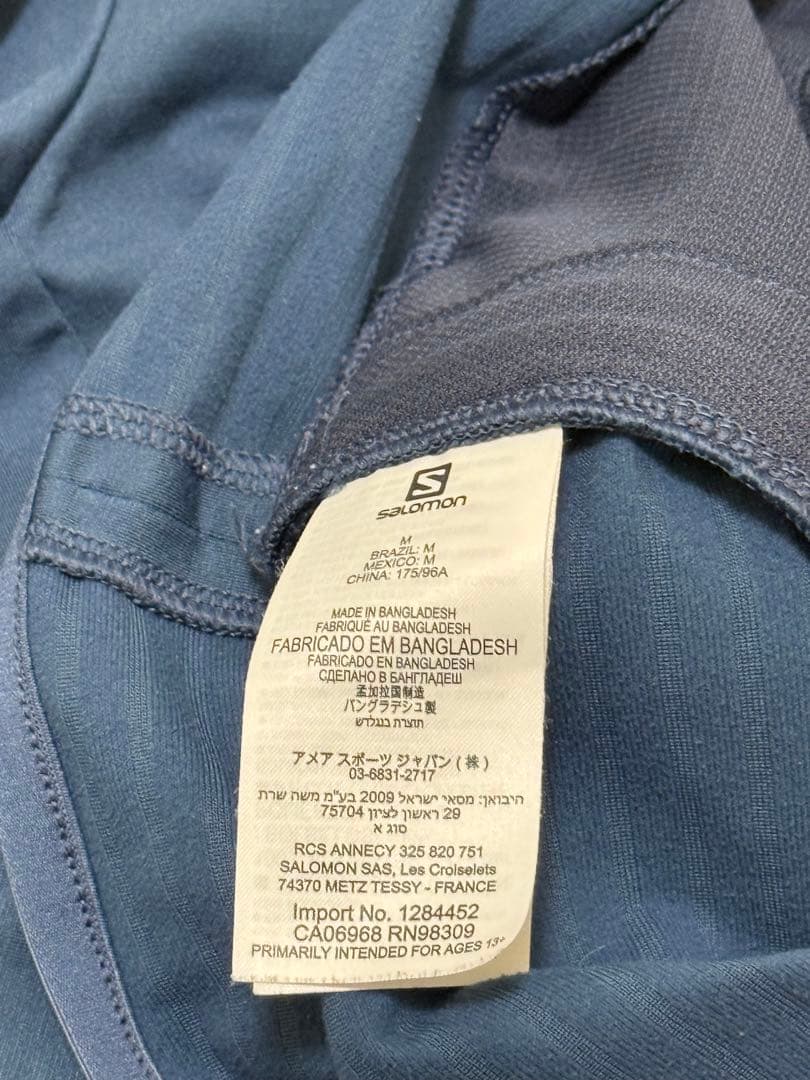 S
salomon
M
BRAZIL: M
MEXICO: M
CHINA: 175/96A
MADE IN BANGLADESH
FABRIQUÉ AU BANGLADESH
FABRICADO EM BANGLADESH
FABRICADO EN BANGLADESH
СДЕЛАНО В БАНГЛАДЕШ
孟加拉国制造
バングラデシュ製
תוצרת בנגלדש
アメア スポーツ ジャパン ( 株 )
03-6831-2717
היבואן: מסאי ישראל 2009 בע"מ משה שרת
29 ראשון לציון 75704
סוג א
RCS ANNECY 325 820 751
SALOMON SAS, Les Croiselets
74370 METZ TESSY - FRANCE
Import No. 1284452
CA06968 RN98309
PRIMARILY INTENDED FOR AGES 13+